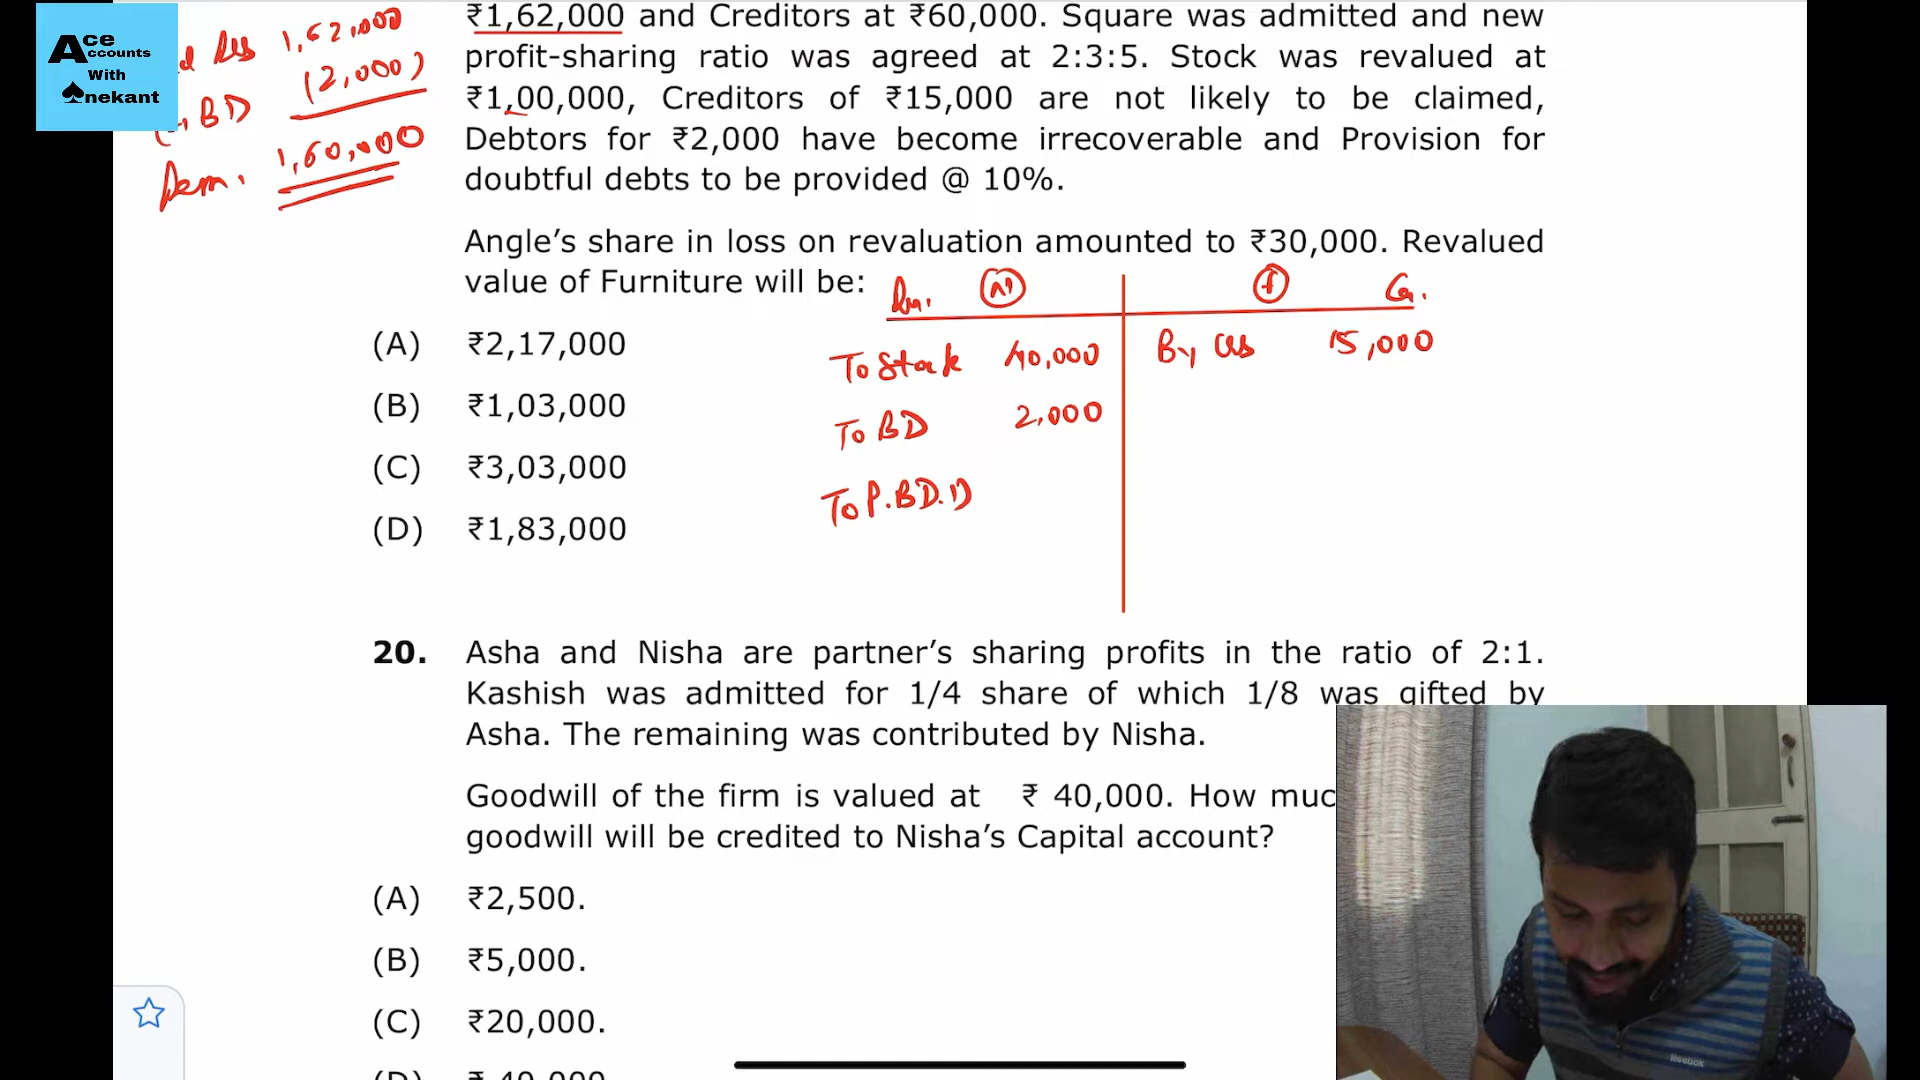 Ace
Accounts
With
Anekant
1,62,000
(2,000)
BD
1,60,000
Rem.
₹1,62,000 and Creditors at ₹60,000. Square was admitted and new
profit-sharing ratio was agreed at 2:3:5. Stock was revalued at
₹1,00,000, Creditors of ₹15,000 are not likely to be claimed,
Debtors for ₹2,000 have become irrecoverable and Provision for
doubtful debts to be provided @ 10%.
Angle’s share in loss on revaluation amounted to ₹30,000. Revalued
value of Furniture will be:
Cr.
To Stock 40,000 By 15,000
To BD 2,000
To P.BD.D
(A) ₹2,17,000
(B) ₹1,03,000
(C) ₹3,03,000
(D) ₹1,83,000
20. Asha and Nisha are partner’s sharing profits in the ratio of 2:1.
Kashish was admitted for 1/4 share of which 1/8 was gifted by
Asha. The remaining was contributed by Nisha.
Goodwill of the firm is valued at ₹ 40,000. How muc
goodwill will be credited to Nisha’s Capital account?
(A) ₹2,500.
(B) ₹5,000.
(C) ₹20,000.
Reebok